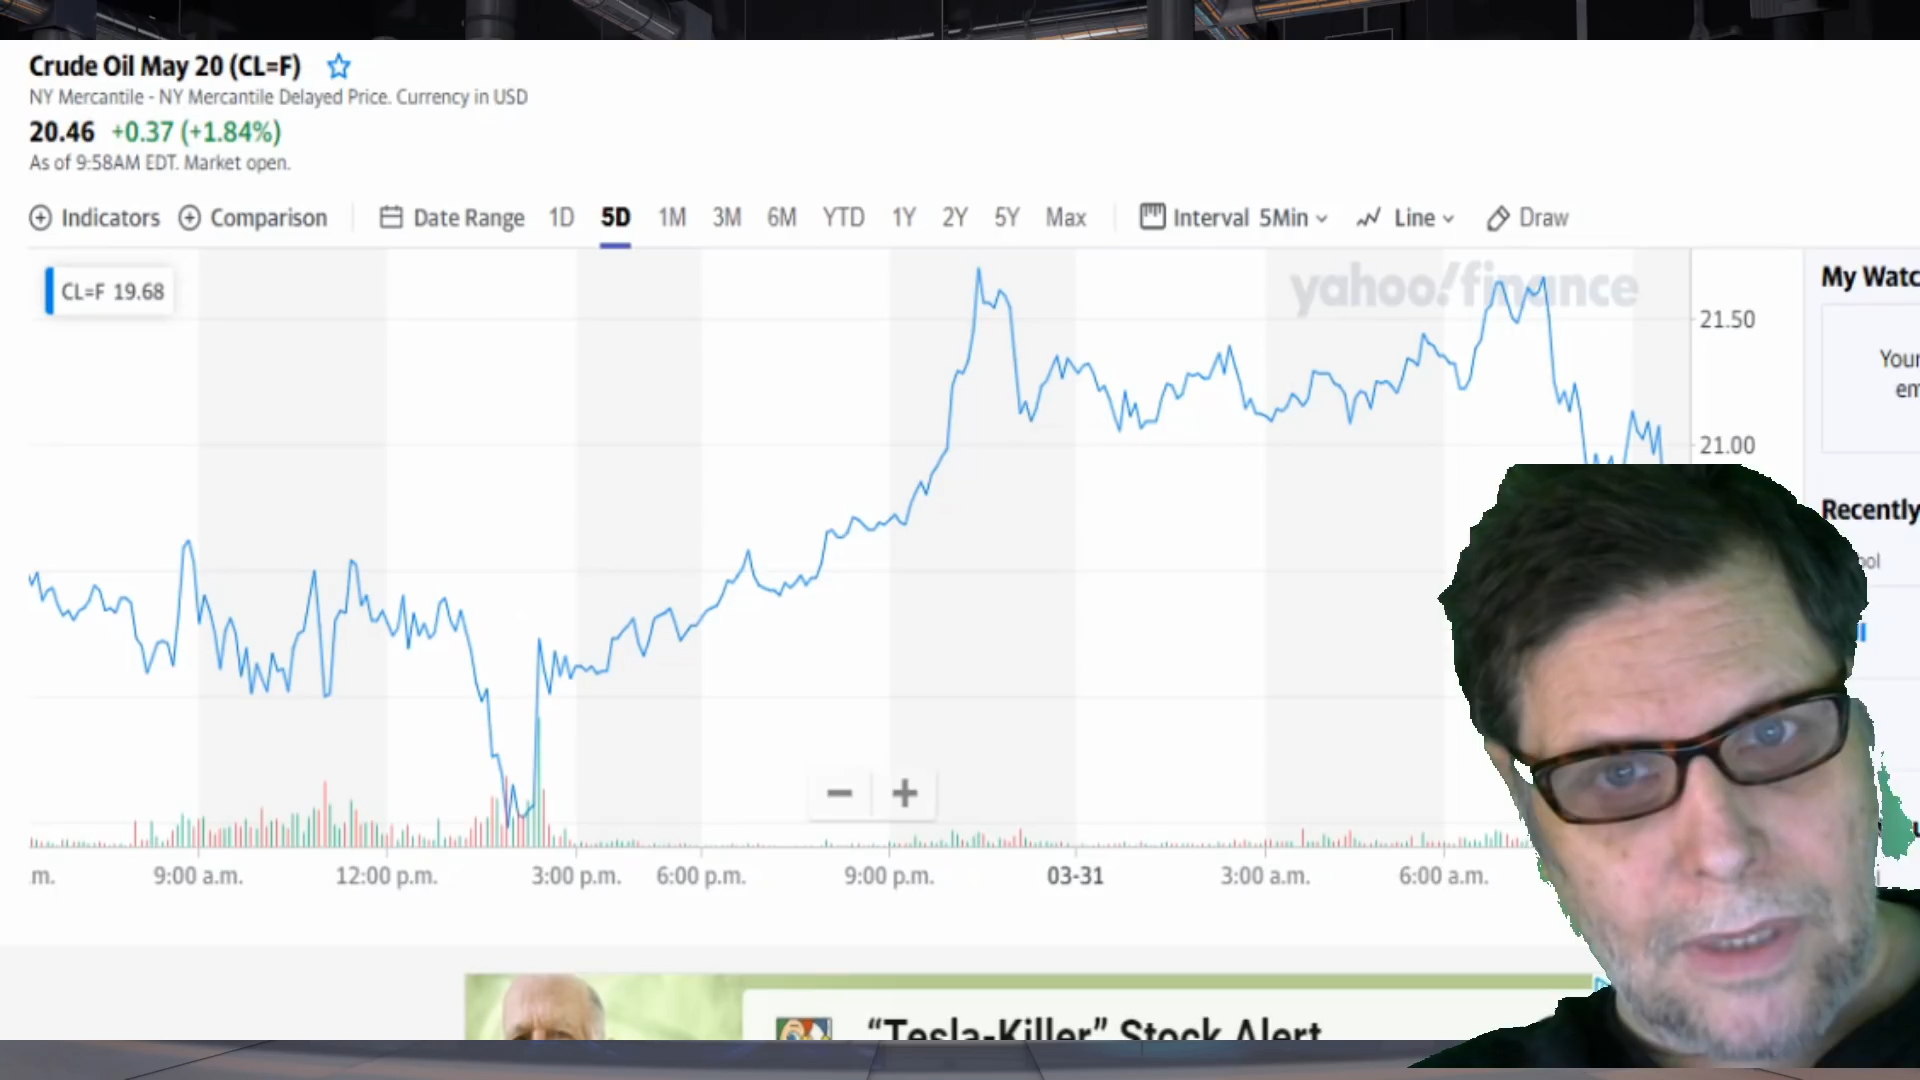 Crude Oil May 20 (CL=F)
NY Mercantile - NY Mercantile Delayed Price. Currency in USD
20.46 +0.37 (+1.84%)
As of 9:58AM EDT. Market open.
Indicators Comparison Date Range 1D 5D 1M 3M 6M YTD 1Y 2Y 5Y Max Interval 5Min Line Draw
CL=F 19.68
yahoo!finance
My Watc
21.50
Your
em
21.00
Recently
ool
m. 9:00 a.m. 12:00 p.m. 3:00 p.m. 6:00 p.m. 9:00 p.m. 03-31 3:00 a.m. 6:00 a.m.
“Tesla-Killer” Stock Alert